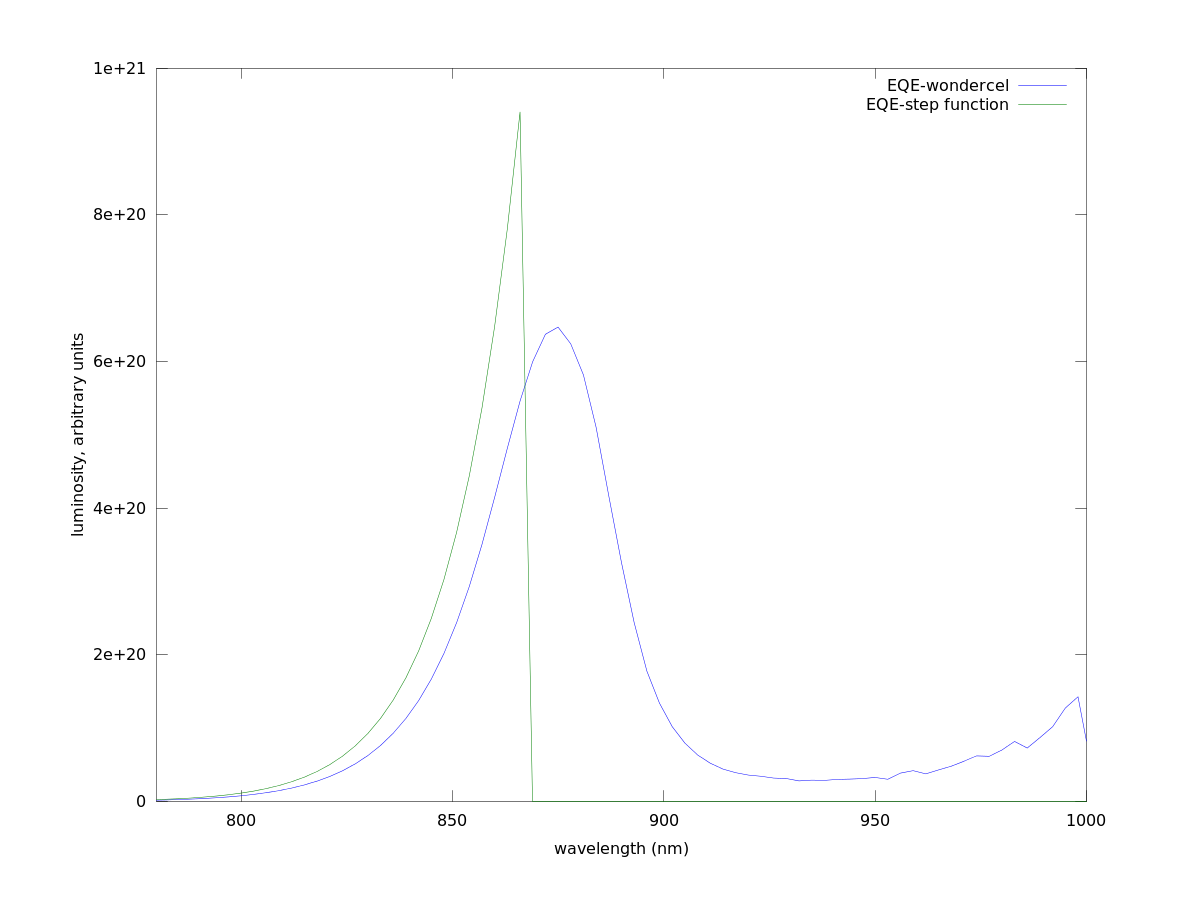 1e+21
8e+20
6e+20
4e+20
2e+20
0
luminosity, arbitrary units
EQE-wondercel
EQE-step function
800 850 900 950 1000
wavelength (nm)